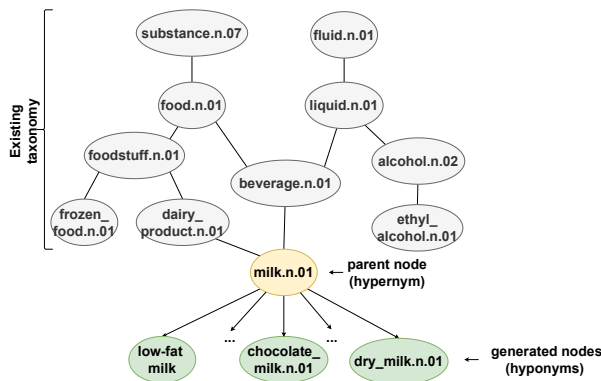 Existing
taxonomy
substance.n.07
fluid.n.01
food.n.01
liquid.n.01
foodstuff.n.01
alcohol.n.02
beverage.n.01
frozen_
food.n.01
dairy_
product.n.01
ethyl_
alcohol.n.01
milk.n.01
parent node
(hypernym)
...
...
low-fat
milk
chocolate_
milk.n.01
dry_milk.n.01
generated nodes
(hyponyms)